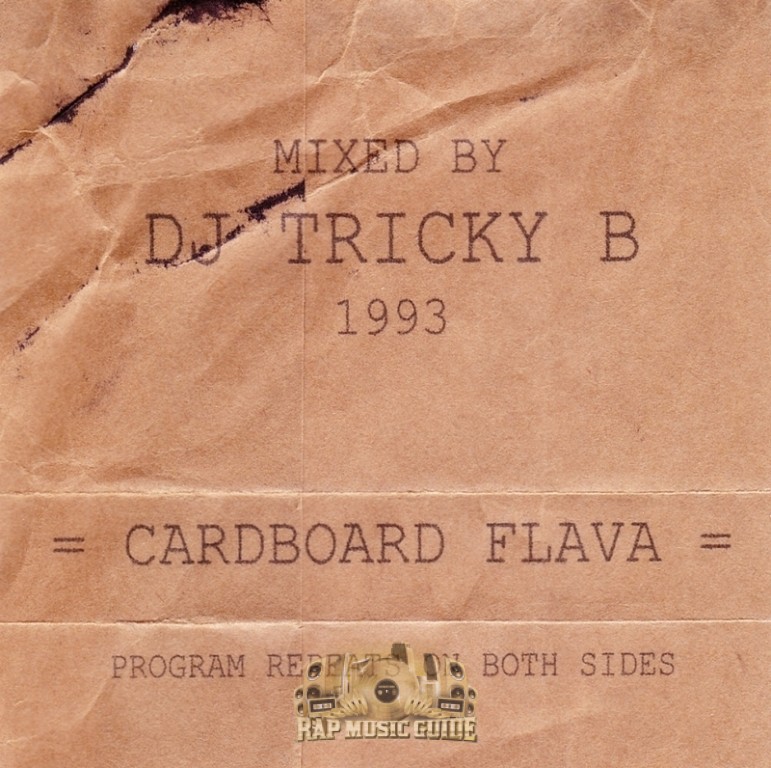 MIXED BY
DJ TRICKY B
1993
= CARDBOARD FLAVA =
PROGRAM REPEATS ON BOTH SIDES
RAP MUSIC GUIDE